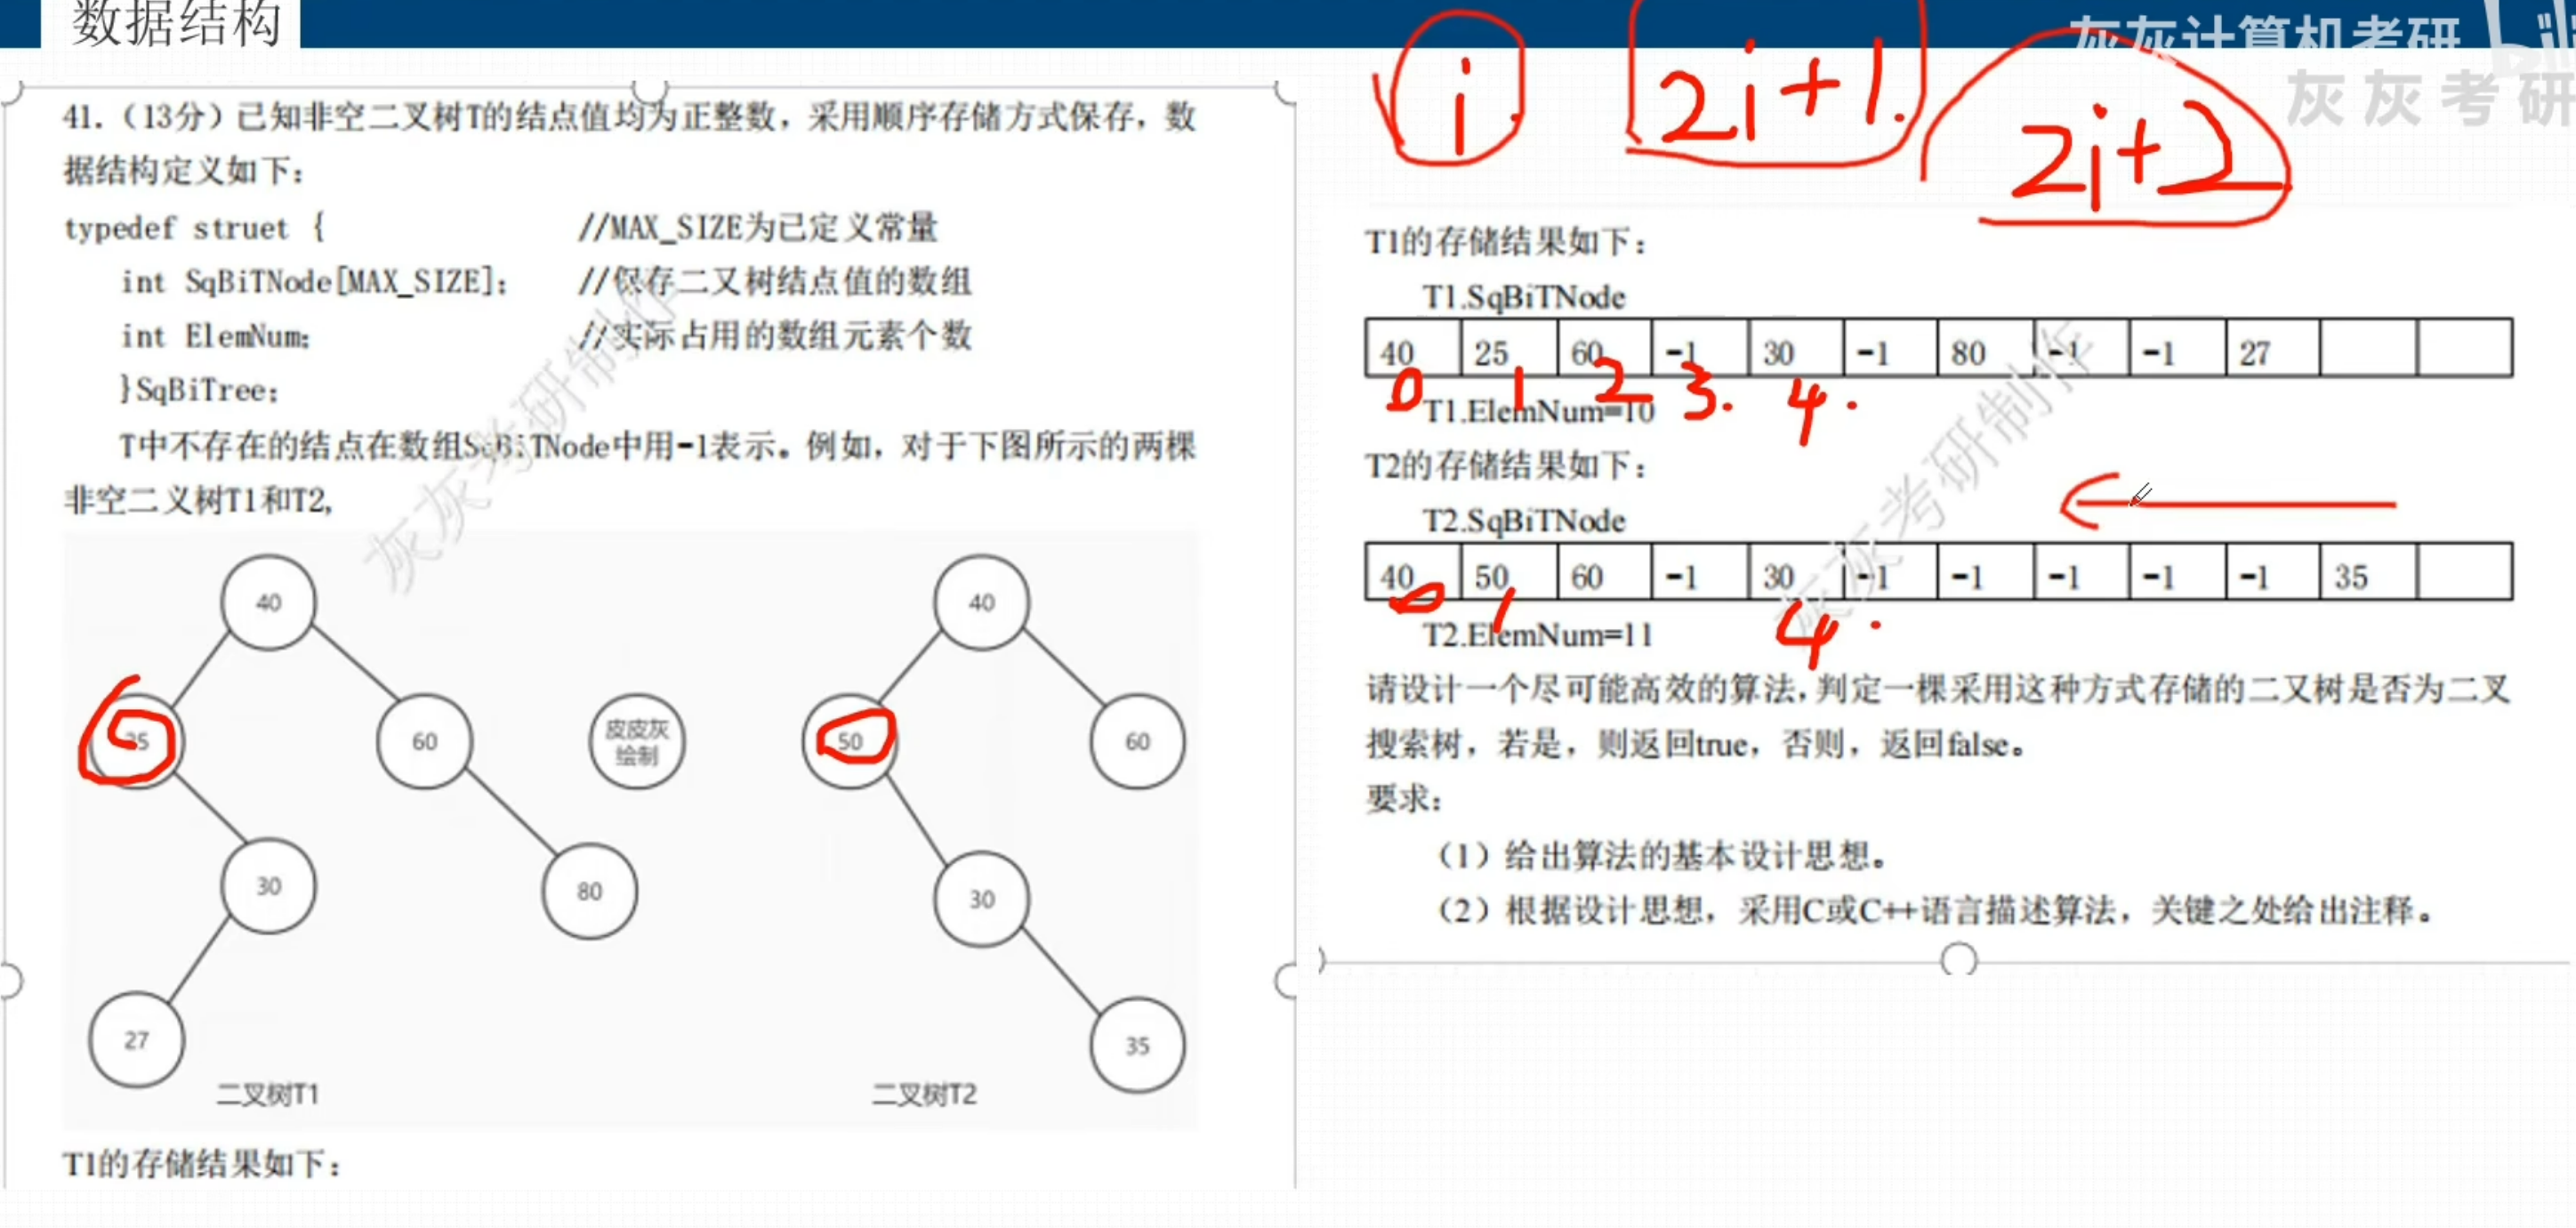 数据结构
灰灰计算机考研
灰灰考研
i 2i+1 2i+2
41.（13分）已知非空二叉树T的结点值均为正整数，采用顺序存储方式保存，数
据结构定义如下：
typedef struet {  //MAX_SIZE为已定义常量
int SqBiTNode[MAX_SIZE]；  //保存二叉树结点值的数组
int ElemNum；  //实际占用的数组元素个数
}SqBiTree；
T中不存在的结点在数组SqBiTNode中用-1表示。例如，对于下图所示的两棵
非空二叉树T1和T2,
40
25
60
30
80
27
二叉树T1
皮皮灰
绘制
40
50
60
30
35
二叉树T2
T1的存储结果如下：
T1的存储结果如下：
T1.SqBiTNode
40 25 60 -1 30 -1 80 -1 -1 27
0 1 2 3. 4.
T1.ElemNum=10
T2的存储结果如下：
T2.SqBiTNode
40 50 60 -1 30 -1 -1 -1 -1 -1 35
0 1 4.
T2.ElemNum=11
请设计一个尽可能高效的算法，判定一棵采用这种方式存储的二叉树是否为二叉
搜索树，若是，则返回true，否则，返回false。
要求：
（1）给出算法的基本设计思想。
（2）根据设计思想，采用C或C++语言描述算法，关键之处给出注释。
灰灰考研制作
灰灰考研制作